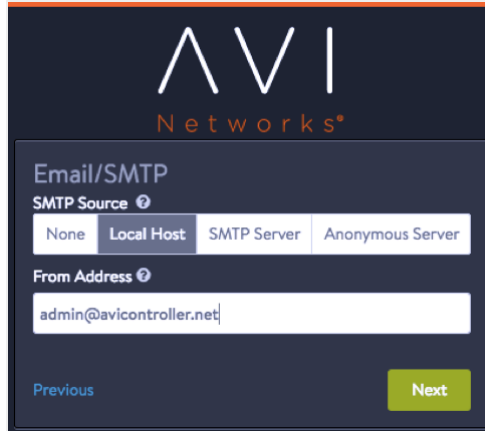 AVI
Networks®
Email/SMTP
SMTP Source ?
None Local Host SMTP Server Anonymous Server
From Address ?
admin@avicontroller.net
Previous Next